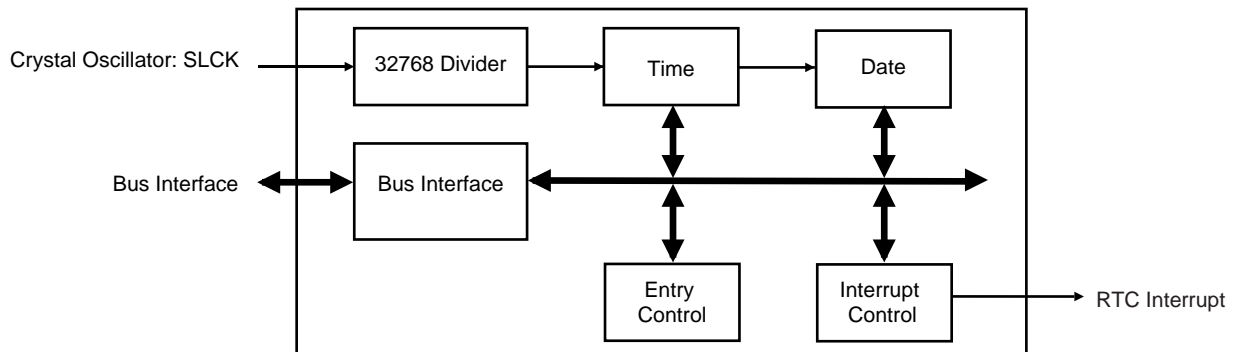 Crystal Oscillator: SLCK
32768 Divider
Time
Date
Bus Interface
Bus Interface
Entry
Control
Interrupt
Control
RTC Interrupt